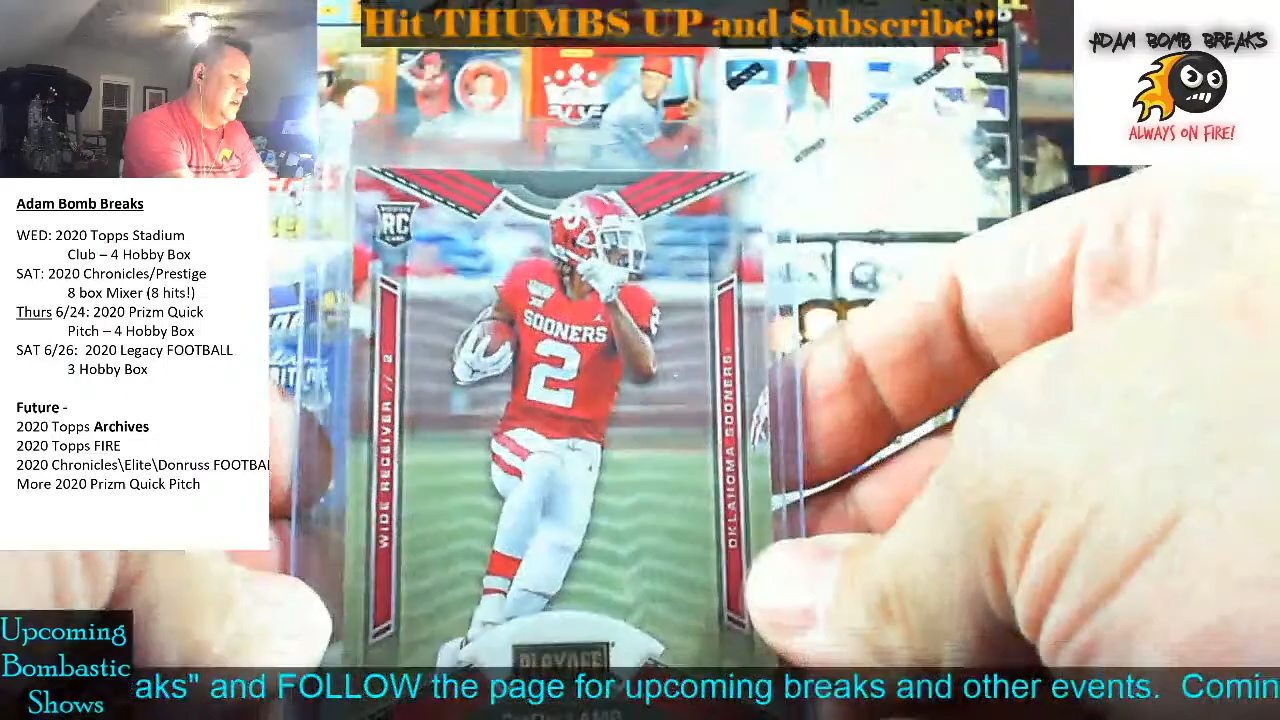 Hit THUMBS UP and Subscribe!!
ADAM BOMB BREAKS
ALWAYS ON FIRE!
Adam Bomb Breaks
WED: 2020 Topps Stadium
Club – 4 Hobby Box
SAT: 2020 Chronicles/Prestige
8 box Mixer (8 hits!)
Thurs 6/24: 2020 Prizm Quick
Pitch – 4 Hobby Box
SAT 6/26: 2020 Legacy FOOTBALL
3 Hobby Box
Future -
2020 Topps Archives
2020 Topps FIRE
2020 Chronicles\Elite\Donruss FOOTBA
More 2020 Prizm Quick Pitch
RC
WIDE RECEIVER // 2
SOONERS
2
OKLAHOMA SOONERS
PLAYOFF
Upcoming
Bombastic
Shows
aks" and FOLLOW the page for upcoming breaks and other events. Comin